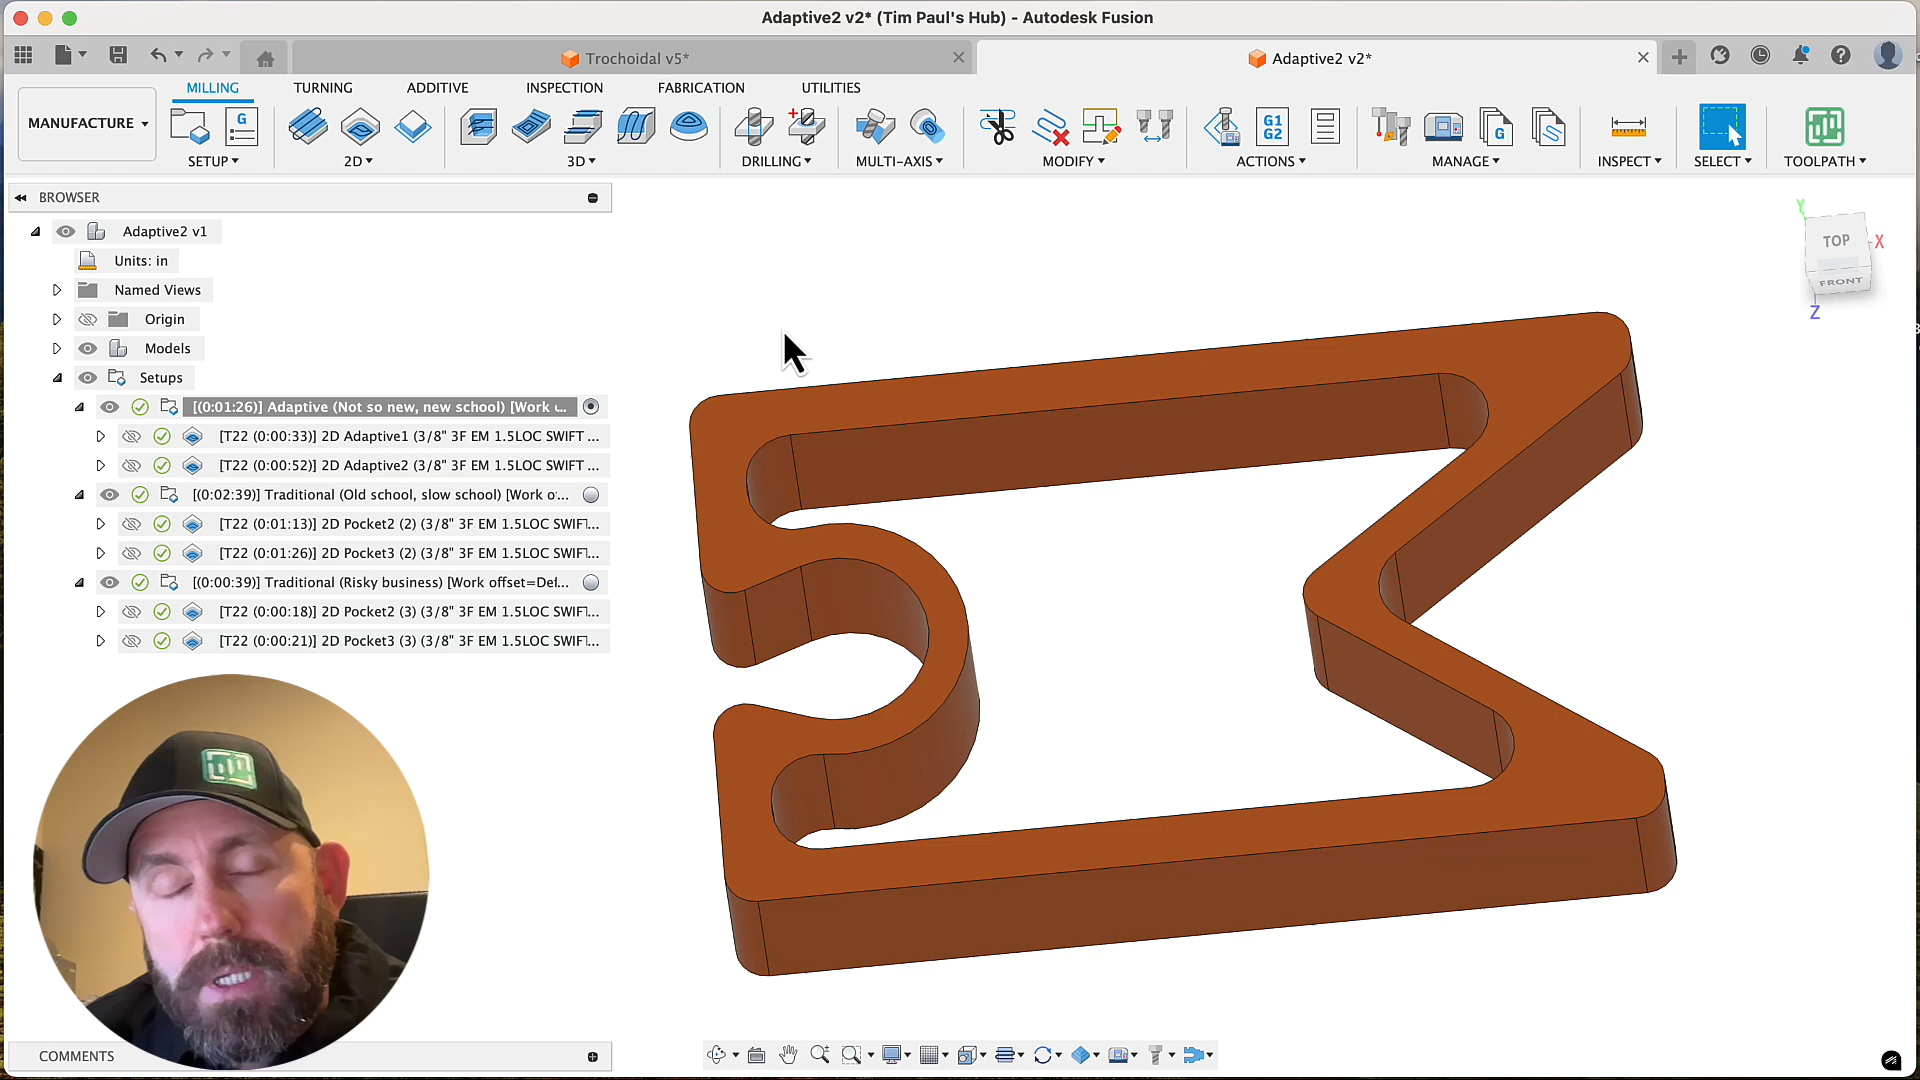 Adaptive2 v2* (Tim Paul's Hub) - Autodesk Fusion
Trochoidal v5*
Adaptive2 v2*
MILLING TURNING ADDITIVE INSPECTION FABRICATION UTILITIES
MANUFACTURE
G
G1
G2
G
SETUP 2D 3D DRILLING MULTI-AXIS MODIFY ACTIONS MANAGE INSPECT SELECT TOOLPATH
BROWSER
Adaptive2 v1
Units: in
Named Views
Origin
Models
Setups
[(0:01:26)] Adaptive (Not so new, new school) [Work ...
[T22 (0:00:33)] 2D Adaptive1 (3/8" 3F EM 1.5LOC SWIFT ...
[T22 (0:00:52)] 2D Adaptive2 (3/8" 3F EM 1.5LOC SWIFT ...
[(0:02:39)] Traditional (Old school, slow school) [Work o...
[T22 (0:01:13)] 2D Pocket2 (2) (3/8" 3F EM 1.5LOC SWIF...
[T22 (0:01:26)] 2D Pocket3 (2) (3/8" 3F EM 1.5LOC SWIF...
[(0:00:39)] Traditional (Risky business) [Work offset=Def...
[T22 (0:00:18)] 2D Pocket2 (3) (3/8" 3F EM 1.5LOC SWIF...
[T22 (0:00:21)] 2D Pocket3 (3) (3/8" 3F EM 1.5LOC SWIF...
Y
TOP
X
FRONT
Z
COMMENTS